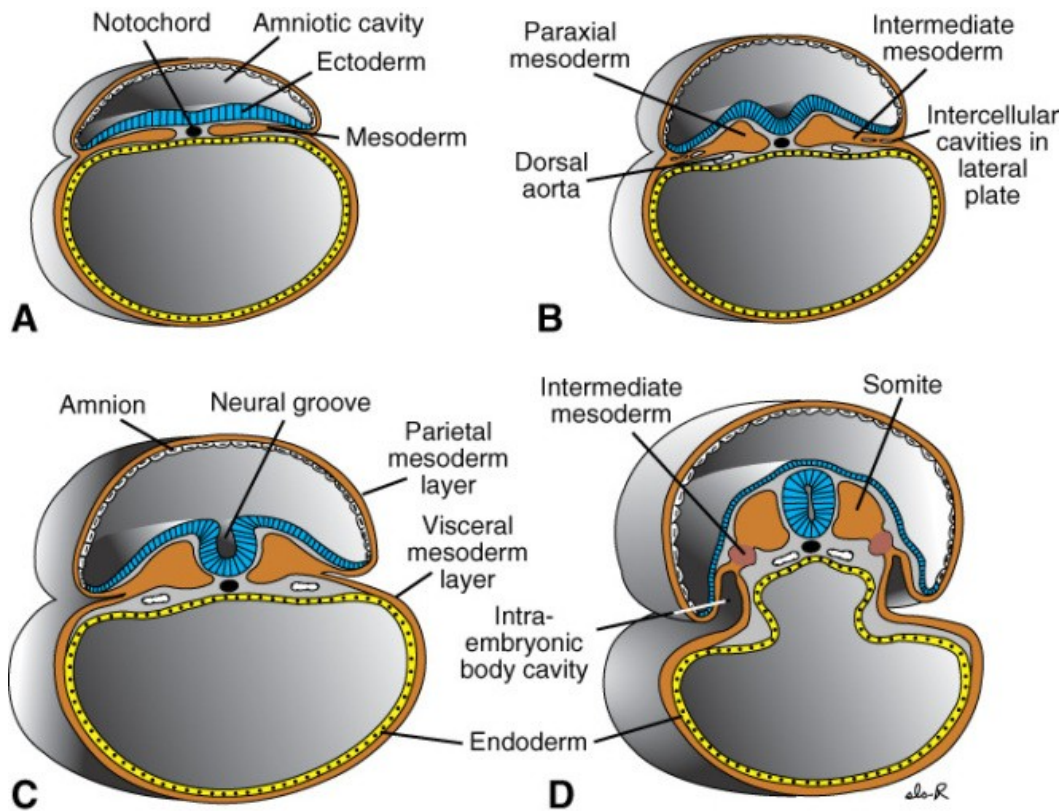 Notochord
Amniotic cavity
Ectoderm
Mesoderm
A
Paraxial
mesoderm
Intermediate
mesoderm
Dorsal
aorta
Intercellular
cavities in
lateral
plate
B
Amnion
Neural groove
Parietal
mesoderm
layer
Visceral
mesoderm
layer
C
Intermediate
mesoderm
Somite
Intra-
embryonic
body cavity
Endoderm
D